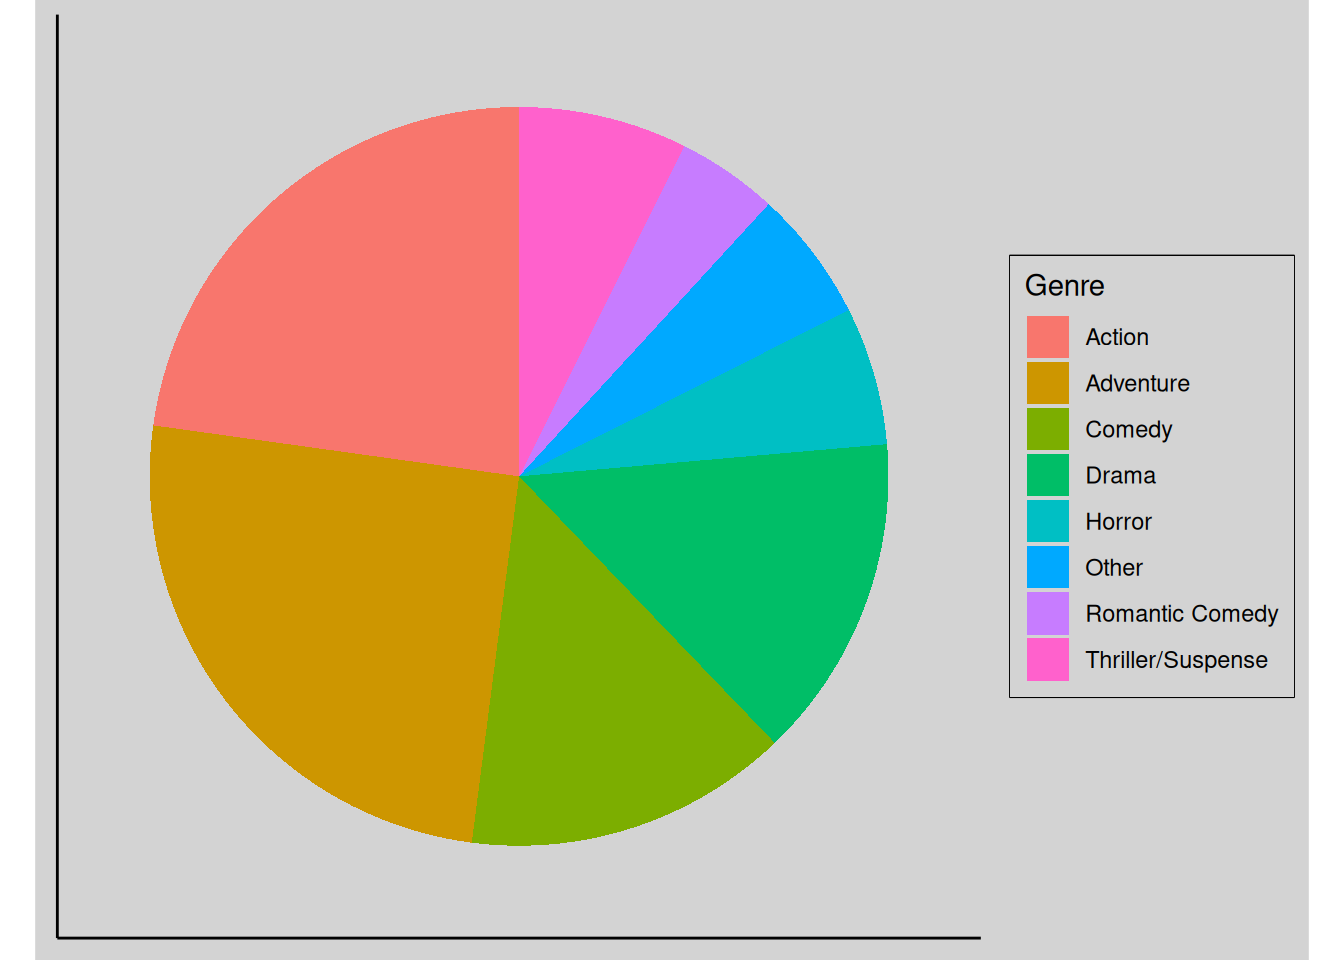 Genre
Action
Adventure
Comedy
Drama
Horror
Other
Romantic Comedy
Thriller/Suspense